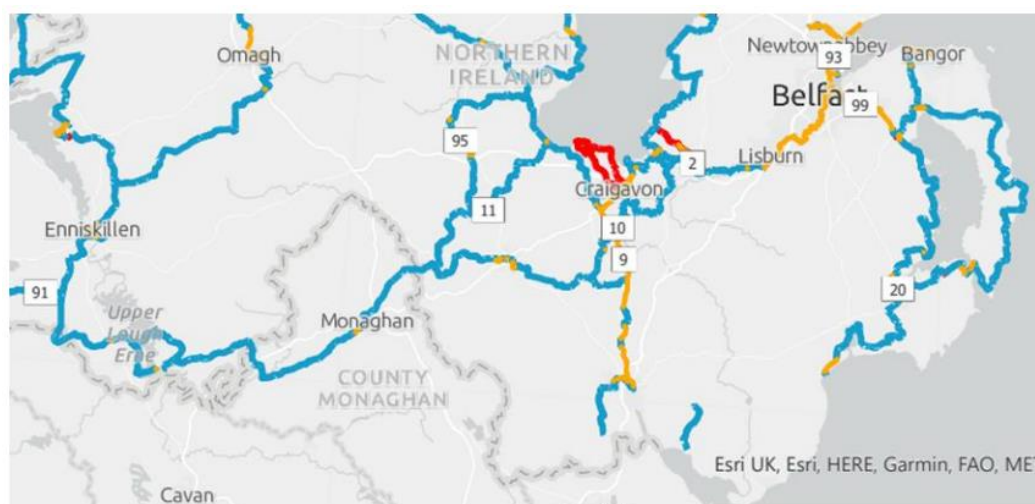 Omagh
NORTHERN
IRELAND
Newtownabbey
93
Bangor
Belfast
99
95
2
Lisburn
Craigavon
11
10
Enniskillen
9
91
20
Upper
Lough
Erne
Monaghan
COUNTY
MONAGHAN
Esri UK, Esri, HERE, Garmin, FAO, MET
Cavan